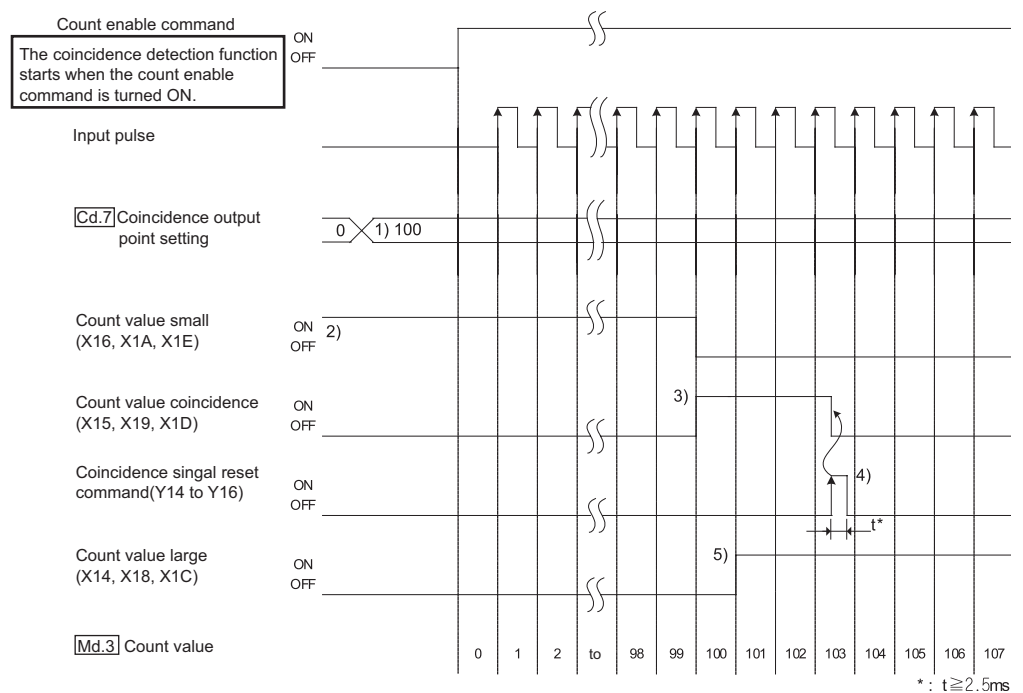 Count enable command
ON
OFF
The coincidence detection function
starts when the count enable
command is turned ON.
Input pulse
Cd.7 Coincidence output
point setting
0 1) 100
Count value small
(X16, X1A, X1E)
ON
OFF
2)
Count value coincidence
(X15, X19, X1D)
ON
OFF
3)
Coincidence singal reset
command(Y14 to Y16)
ON
OFF
4)
t*
Count value large
(X14, X18, X1C)
ON
OFF
5)
Md.3 Count value
0 1 2 to 98 99 100 101 102 103 104 105 106 107
* : t≧2.5ms